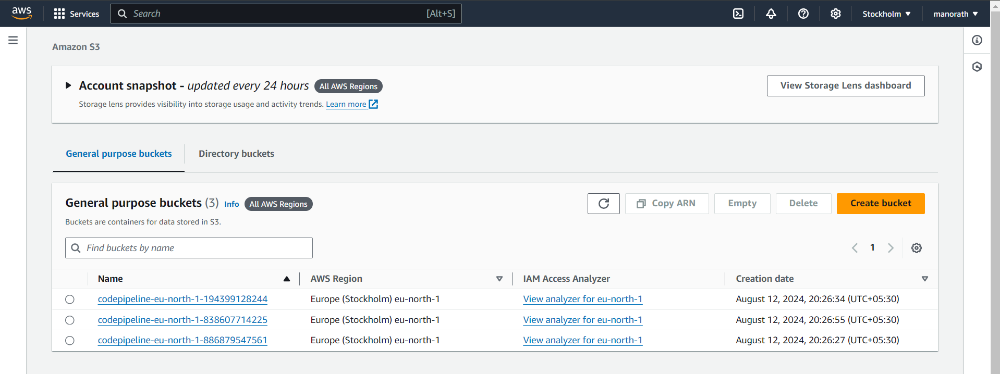 aws Services Search [Alt+S] Stockholm ▼ manorath ▼
Amazon S3
Account snapshot - updated every 24 hours All AWS Regions View Storage Lens dashboard
Storage lens provides visibility into storage usage and activity trends. Learn more
General purpose buckets Directory buckets
General purpose buckets (3) Info All AWS Regions Copy ARN Empty Delete Create bucket
Buckets are containers for data stored in S3.
Find buckets by name 1
Name AWS Region IAM Access Analyzer Creation date
codepipeline-eu-north-1-194399128244 Europe (Stockholm) eu-north-1 View analyzer for eu-north-1 August 12, 2024, 20:26:34 (UTC+05:30)
codepipeline-eu-north-1-838607714225 Europe (Stockholm) eu-north-1 View analyzer for eu-north-1 August 12, 2024, 20:26:55 (UTC+05:30)
codepipeline-eu-north-1-886879547561 Europe (Stockholm) eu-north-1 View analyzer for eu-north-1 August 12, 2024, 20:26:27 (UTC+05:30)